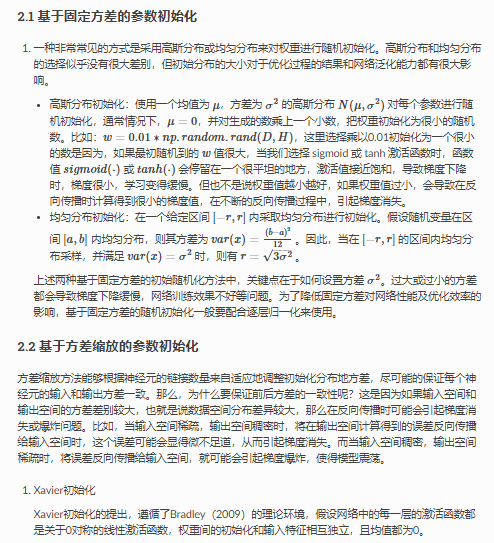 2.1 基于固定方差的参数初始化
1. 一种非常常见的方式是采用高斯分布或均匀分布来对权重进行随机初始化。高斯分布和均匀分布
的选择似乎没有很大差别，但初始分布的大小对于优化过程的结果和网络泛化能力都有很大影
响。
• 高斯分布初始化：使用一个均值为 μ，方差为 σ² 的高斯分布 N(μ, σ²) 对每个参数进行随
机初始化，通常情况下，μ = 0，并对生成的数乘上一个小数，把权重初始化为很小的随机
数。比如：w = 0.01 * np.random.rand(D, H)，这里选择乘以0.01初始化为一个很小
的数是因为，如果最初随机到的 w 值很大，当我们选择 sigmoid 或 tanh 激活函数时，函数
值 sigmoid(·) 或 tanh(·) 会停留在一个很平坦的地方，激活值接近饱和，导致梯度下降
时，梯度很小，学习变得缓慢。但也不是说权重值越小越好，如果权重值过小，会导致在反
向传播时计算得到很小的梯度值，在不断的反向传播过程中，引起梯度消失。
• 均匀分布初始化：在一个给定区间 [−r, r] 内采取均匀分布进行初始化。假设随机变量在区
间 [a, b] 内均匀分布，则其方差为 var(x) = (b−a)²/12 。因此，当在 [−r, r] 的区间内均匀分
布采样，并满足 var(x) = σ² 时，则有 r = √3σ² 。
上述两种基于固定方差的初始随机化方法中，关键点在于如何设置方差 σ²。过大或过小的方差
都会导致梯度下降缓慢，网络训练效果不好等问题。为了降低固定方差对网络性能及优化效率的
影响，基于固定方差的随机初始化一般要配合逐层归一化来使用。
2.2 基于方差缩放的参数初始化
方差缩放方法能够根据神经元的链接数量来自适应地调整初始化分布地方差，尽可能的保证每个神
经元的输入和输出方差一致。那么，为什么要保证前后方差的一致性呢？这是因为如果输入空间和
输出空间的方差差别较大，也就是说数据空间分布差异较大，那么在反向传播时可能会引起梯度消
失或爆炸问题。比如，当输入空间稀疏，输出空间稠密时，将在输出空间计算得到的误差反向传播
给输入空间时，这个误差可能会显得微不足道，从而引起梯度消失。而当输入空间稠密，输出空间
稀疏时，将误差反向传播给输入空间，就可能会引起梯度爆炸，使得模型震荡。
1. Xavier初始化
Xavier初始化的提出，遵循了Bradley（2009）的理论环境，假设网络中的每一层的激活函数都
是关于0对称的线性激活函数，权重间的初始化和输入特征相互独立，且均值都为0。